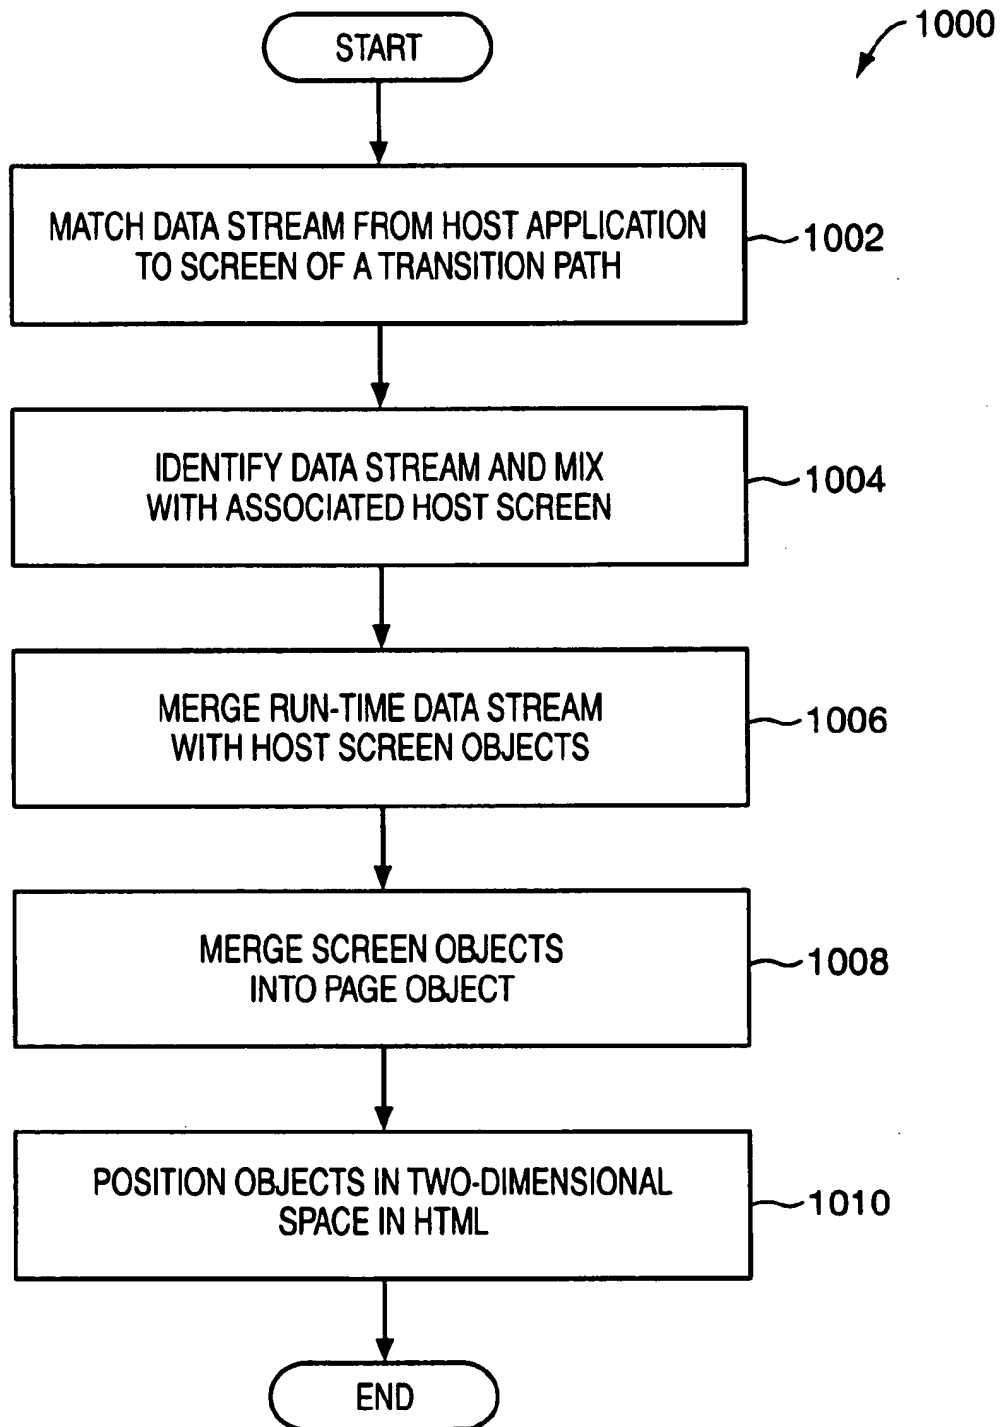 1000
START
MATCH DATA STREAM FROM HOST APPLICATION
TO SCREEN OF A TRANSITION PATH
1002
IDENTIFY DATA STREAM AND MIX
WITH ASSOCIATED HOST SCREEN
1004
MERGE RUN-TIME DATA STREAM
WITH HOST SCREEN OBJECTS
1006
MERGE SCREEN OBJECTS
INTO PAGE OBJECT
1008
POSITION OBJECTS IN TWO-DIMENSIONAL
SPACE IN HTML
1010
END